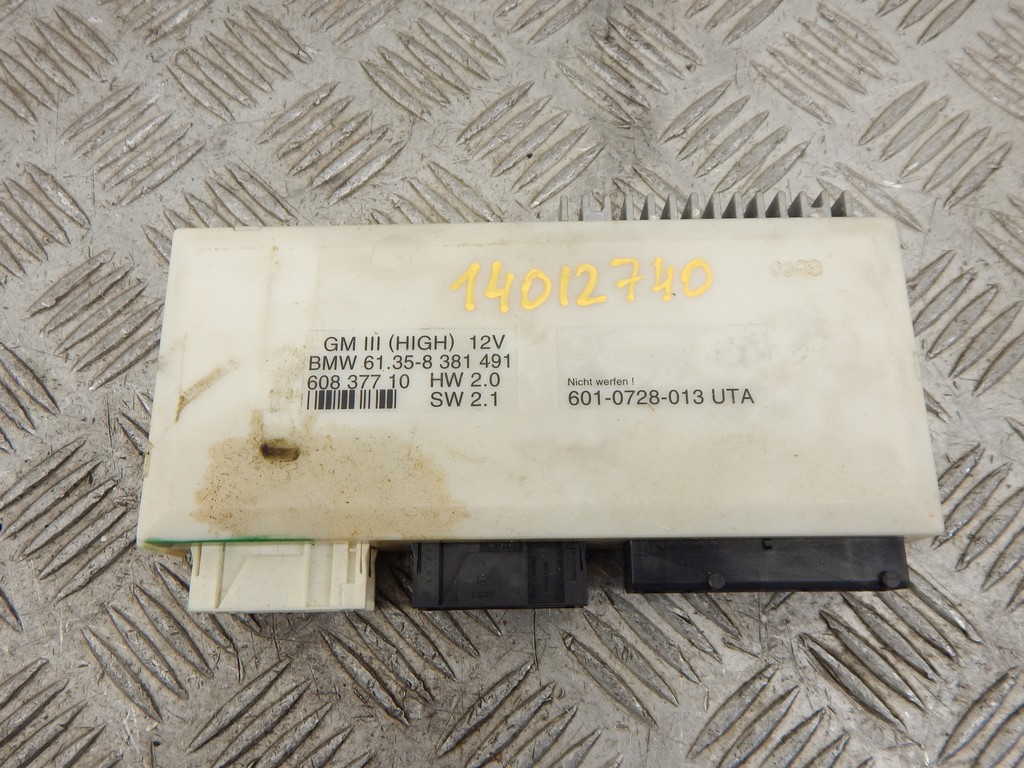 14012740
GM III (HIGH) 12V
BMW 61.35-8 381 491
608 377 10 HW 2.0
SW 2.1
Nicht werfen !
601-0728-013 UTA